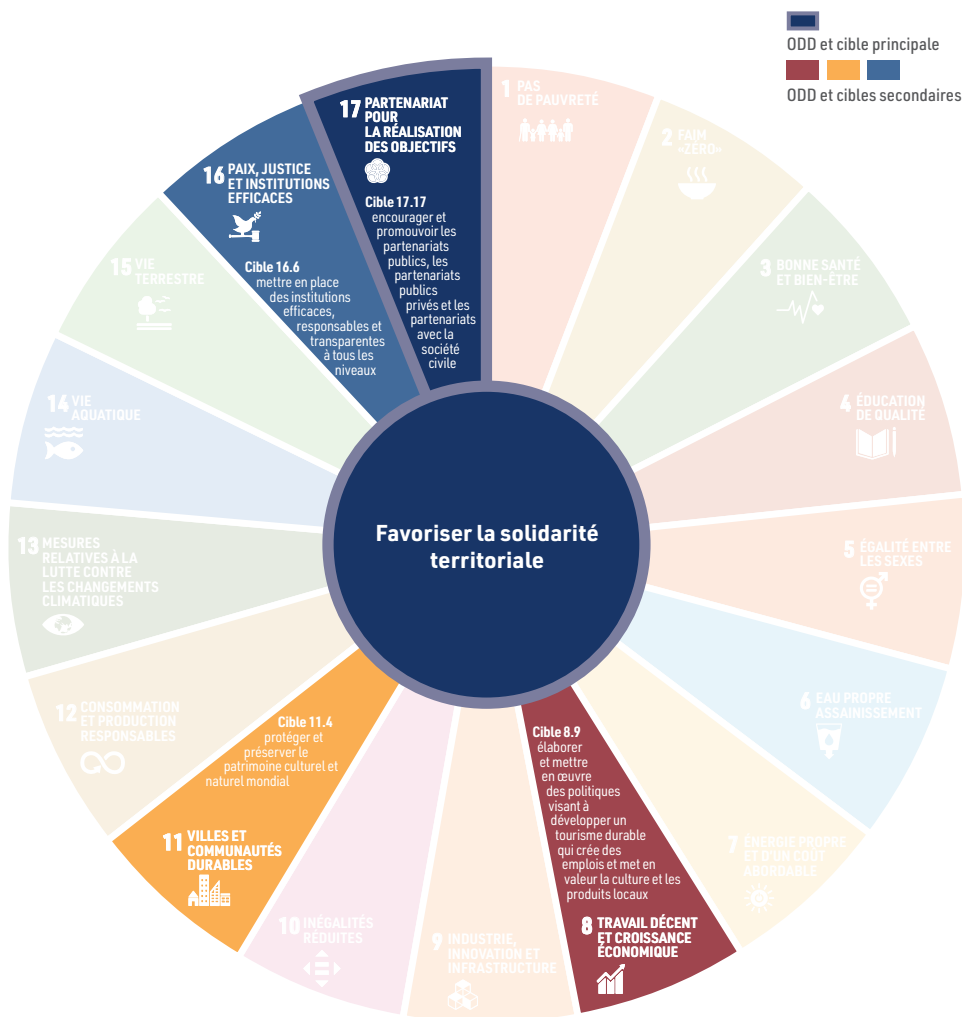 ODD et cible principale
ODD et cibles secondaires
1 PAS
DE PAUVRETÉ
2 FAIM
«ZÉRO»
3 BONNE SANTÉ
ET BIEN-ÊTRE
4 ÉDUCATION
DE QUALITÉ
5 ÉGALITÉ ENTRE
LES SEXES
6 EAU PROPRE
ASSAINISSEMENT
7 ÉNERGIE PROPRE
ET D'UN COÛT
ABORDABLE
Cible 8.9
élaborer
et mettre
en œuvre
des politiques
visant à
développer un
tourisme durable
qui crée des
emplois et met en
valeur la culture et les
produits locaux
8 TRAVAIL DÉCENT
ET CROISSANCE
ÉCONOMIQUE
9 INDUSTRIE,
INNOVATION ET
INFRASTRUCTURE
10 INÉGALITÉS
RÉDUITES
Cible 11.4
protéger et
préserver le
patrimoine culturel et
naturel mondial
11 VILLES ET
COMMUNAUTÉS
DURABLES
12 CONSOMMATION
ET PRODUCTION
RESPONSABLES
13 MESURES
RELATIVES À LA
LUTTE CONTRE
LES CHANGEMENTS
CLIMATIQUES
14 VIE
AQUATIQUE
15 VIE
TERRESTRE
16 PAIX, JUSTICE
ET INSTITUTIONS
EFFICACES
Cible 16.6
mettre en place
des institutions
efficaces,
responsables et
transparentes
à tous les
niveaux
17 PARTENARIAT
POUR
LA RÉALISATION
DES OBJECTIFS
Cible 17.17
encourager et
promouvoir les
partenariats
publics, les
partenariats
publics
privés et les
partenariats
avec la
société
civile
Favoriser la solidarité
territoriale